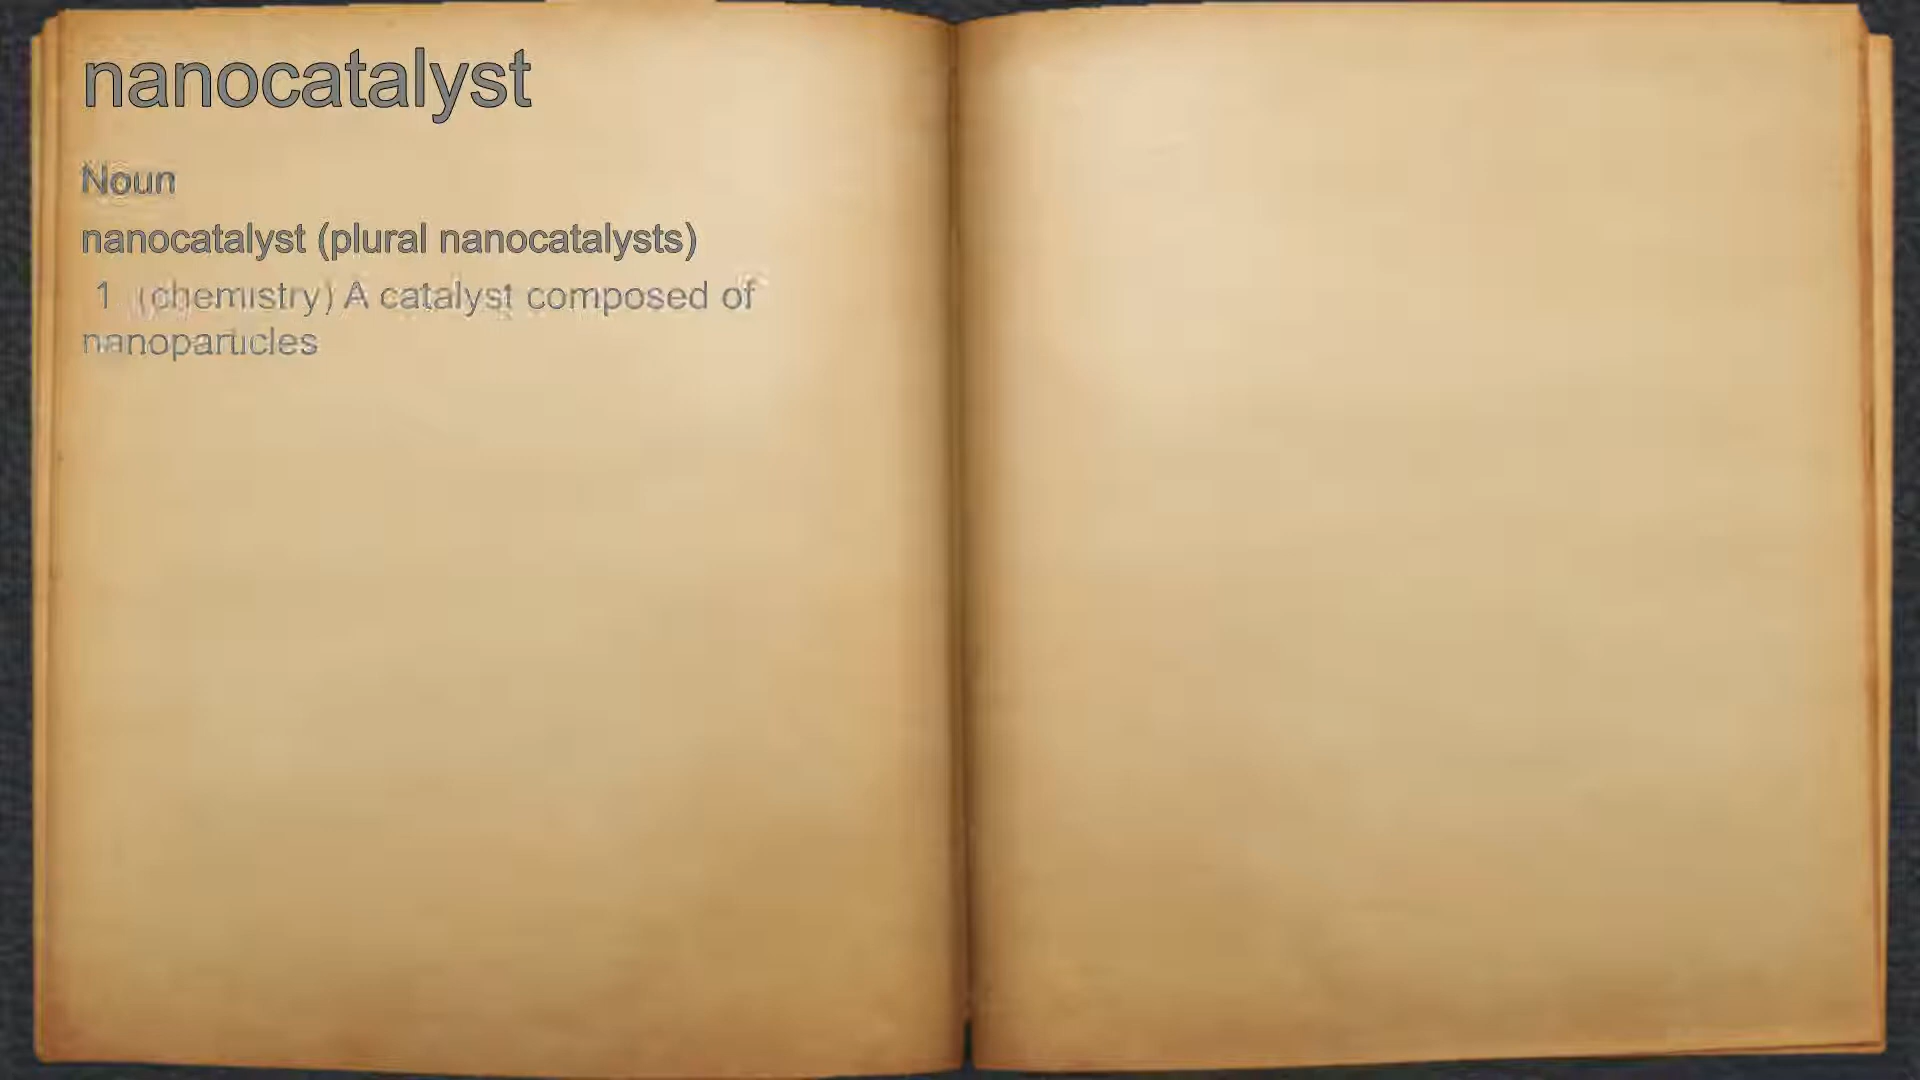 nanocatalyst
Noun
nanocatalyst (plural nanocatalysts)
1 (chemistry) A catalyst composed of
nanoparticles